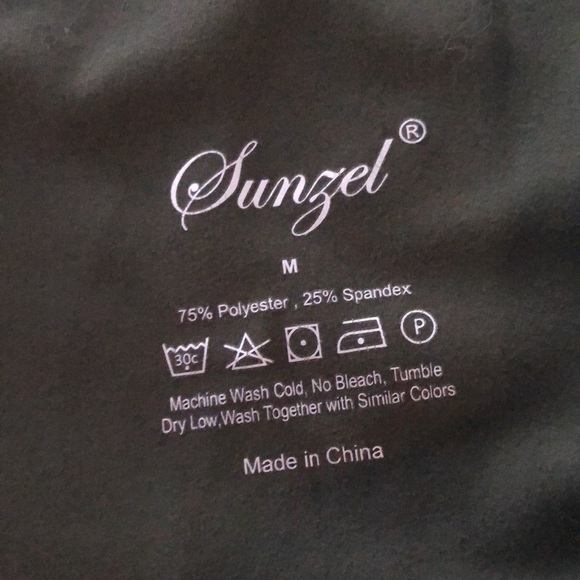 Sunzel®
M
75% Polyester , 25% Spandex
30c P
Machine Wash Cold, No Bleach, Tumble
Dry Low,Wash Together with Similar Colors
Made in China